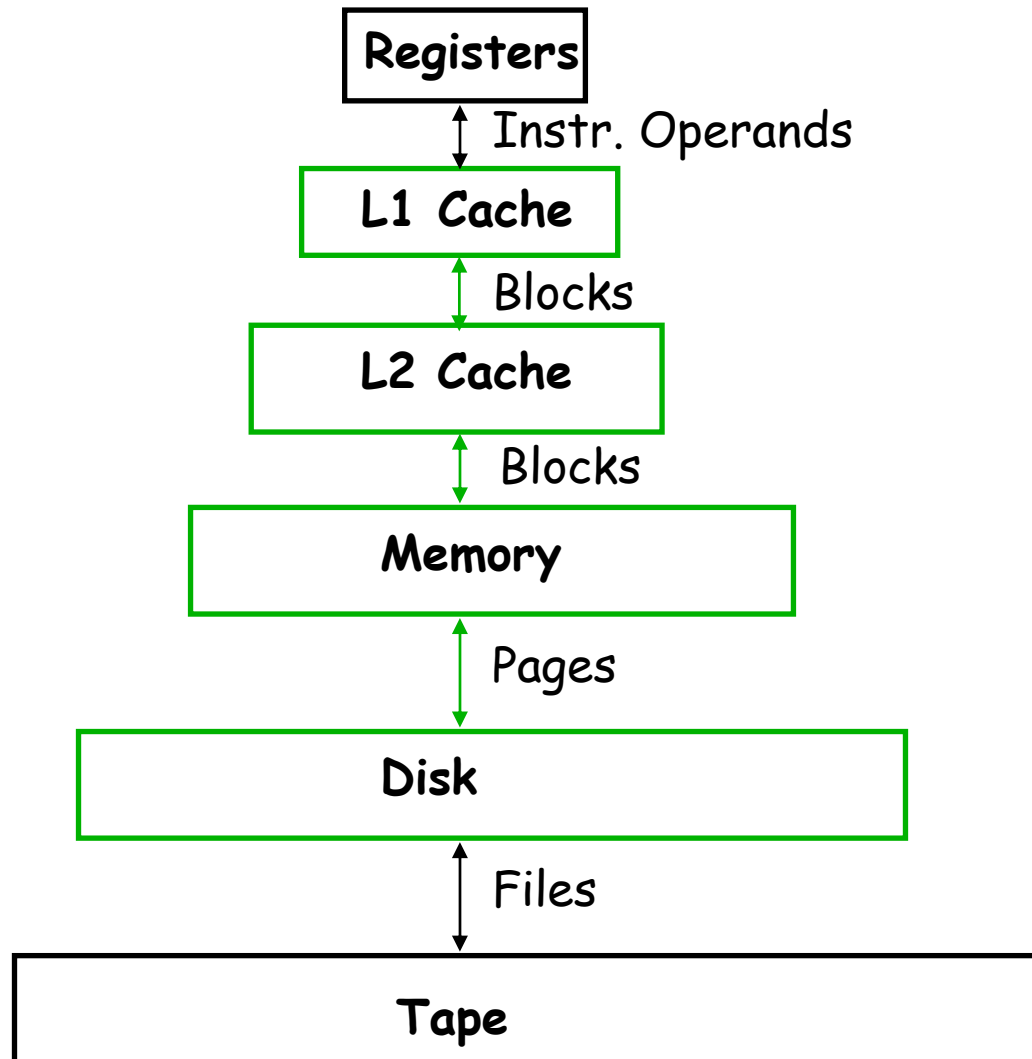 Registers
Instr. Operands
L1 Cache
Blocks
L2 Cache
Blocks
Memory
Pages
Disk
Files
Tape